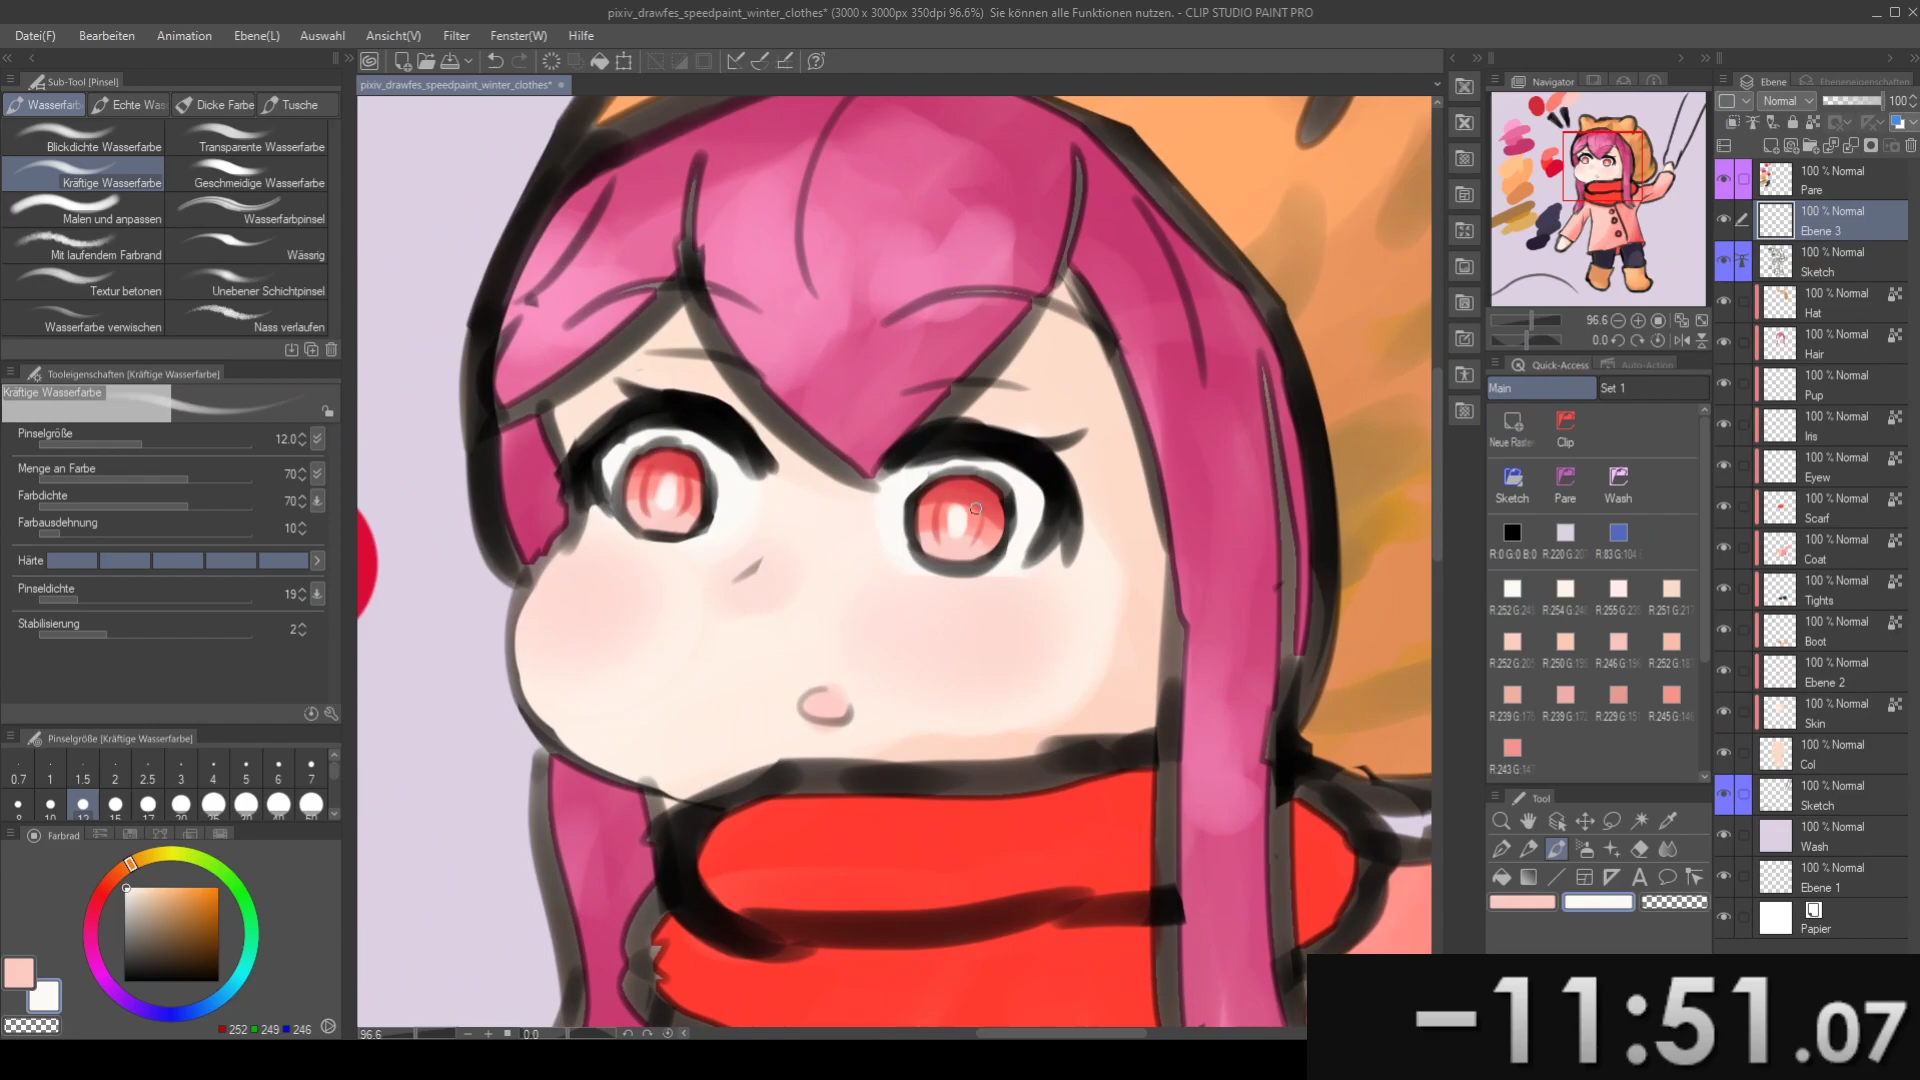 pixiv_drawfes_speedpaint_winter_clothes* (3000 x 3000px 350dpi 96.6%)  Sie können alle Funktionen nutzen. - CLIP STUDIO PAINT PRO
Datei(F) Bearbeiten Animation Ebene(L) Auswahl Ansicht(V) Filter Fenster(W) Hilfe
Sub-Tool [Pinsel]
Wasserfarb Echte Was Dicke Farbe Tusche
Blickdichte Wasserfarbe Transparente Wasserfarbe
Kräftige Wasserfarbe Geschmeidige Wasserfarbe
Malen und anpassen Wasserfarbpinsel
Mit laufendem Farbrand Wässrig
Textur betonen Unebener Schichtpinsel
Wasserfarbe verwischen Nass verlaufen
Tooleigenschaften [Kräftige Wasserfarbe]
Kräftige Wasserfarbe
Pinselgröße 12.0
Menge an Farbe 70
Farbdichte 70
Farbausdehnung 10
Härte
Pinseldichte 19
Stabilisierung 2
Pinselgröße [Kräftige Wasserfarbe]
0.7 1 1.5 2 2.5 3 4 5 6 7
Farbrad
252 249 246
pixiv_drawfes_speedpaint_winter_clothes*
96.6 0.0
Navigator
96.6
0.0
Quick-Access Auto-Action
Main Set 1
Neue Raste Clip
Sketch Pare Wash
R:0 G:0 B:0 R:220 G:20 R:83 G:104
R:252 G:24 R:254 G:24 R:255 G:23 R:251 G:21
R:252 G:20 R:250 G:19 R:246 G:19 R:252 G:18
R:239 G:17 R:239 G:17 R:229 G:15 R:245 G:14
R:243 G:14
Tool
Ebene Ebeneneigenschaften
Normal 100
100 % Normal
Pare
100 % Normal
Ebene 3
100 % Normal
Sketch
100 % Normal
Hat
100 % Normal
Hair
100 % Normal
Pup
100 % Normal
Iris
100 % Normal
Eyew
100 % Normal
Scarf
100 % Normal
Coat
100 % Normal
Tights
100 % Normal
Boot
100 % Normal
Ebene 2
100 % Normal
Skin
100 % Normal
Col
100 % Normal
Sketch
100 % Normal
Wash
100 % Normal
Ebene 1
Papier
−11:51.07